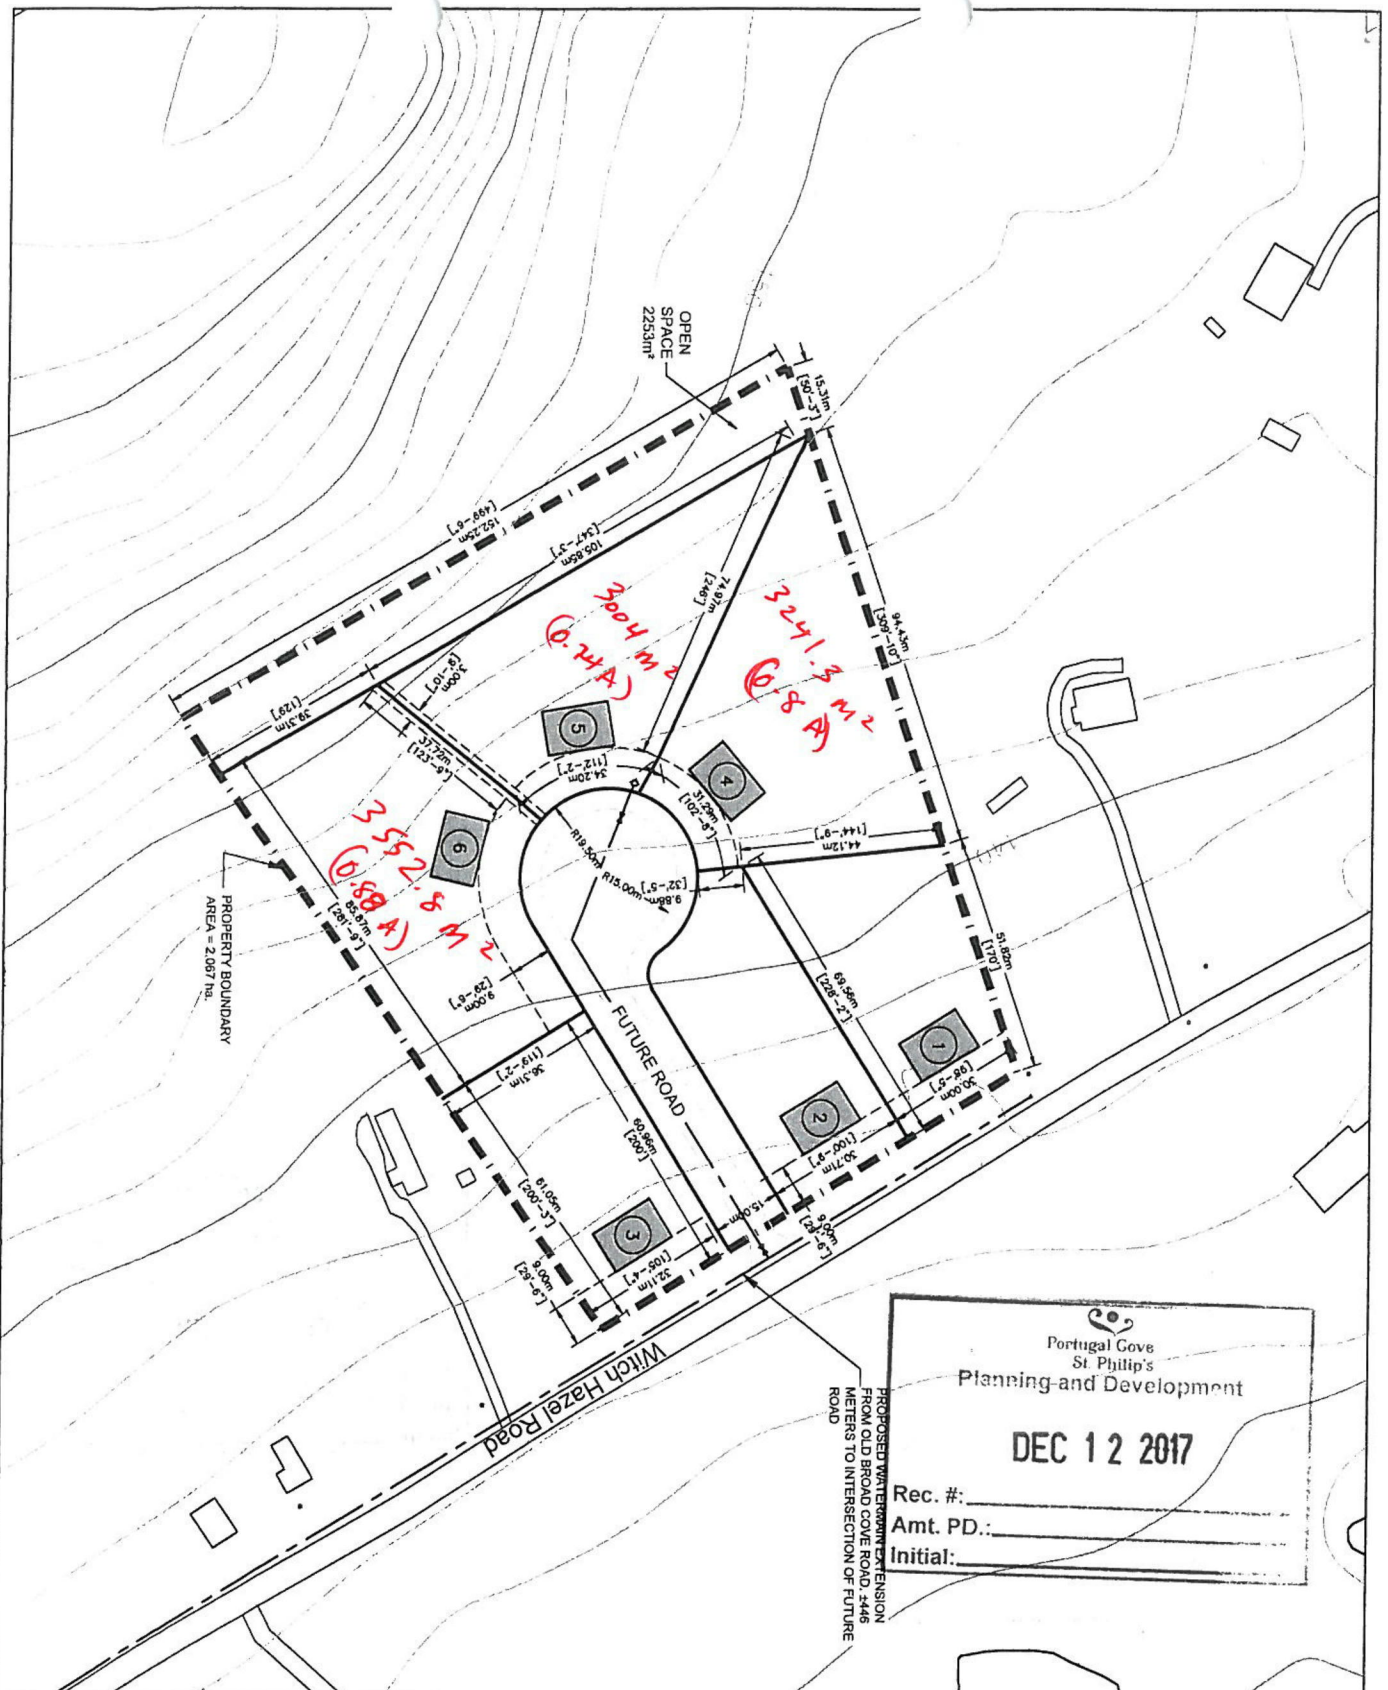 OPEN
SPACE
2253m²
15.31m
[50'-3"]
152.25m
[499'-6"]
105.85m
[347'-3"]
74.97m
[246']
94.43m
[309'-10"]
3241.3 m²
(0.8 A)
3004 m²
(0.74 A)
3.00m
[9'-10"]
39.31m
[129']
37.72m
[123'-9"]
5
34.20m
[112'-2"]
4
31.29m
[102'-8"]
44.12m
[144'-9"]
6
R19.50m
R15.00m
9.88m
[32'-5"]
3552.8 m²
(0.88 A)
85.87m
[281'-9"]
PROPERTY BOUNDARY
AREA = 2.067 ha.
51.82m
[170']
69.56m
[228'-2"]
9.00m
[29'-6"]
FUTURE ROAD
1
30.00m
[98'-5"]
36.31m
[119'-2"]
2
30.71m
[100'-9"]
60.96m
[200']
61.05m
[200'-3"]
15.00m
9.00m
[29'-6"]
3
32.11m
[105'-4"]
9.00m
[29'-6"]
Witch Hazel Road
PROPOSED WATERMAIN EXTENSION
FROM OLD BROAD COVE ROAD, ±446
METERS TO INTERSECTION OF FUTURE
ROAD
Portugal Cove
St. Philip's
Planning and Development
DEC 12 2017
Rec. #:
Amt. PD.:
Initial: